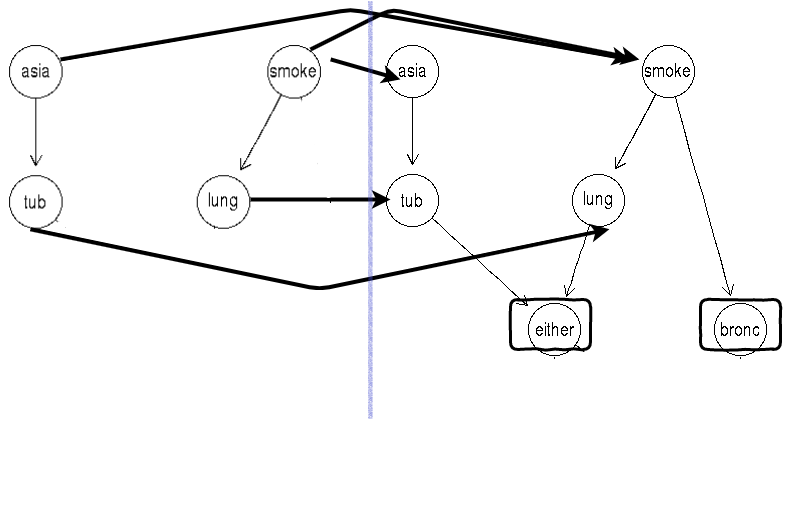 asia
smoke
asia
smoke
tub
lung
tub
lung
either
bronc